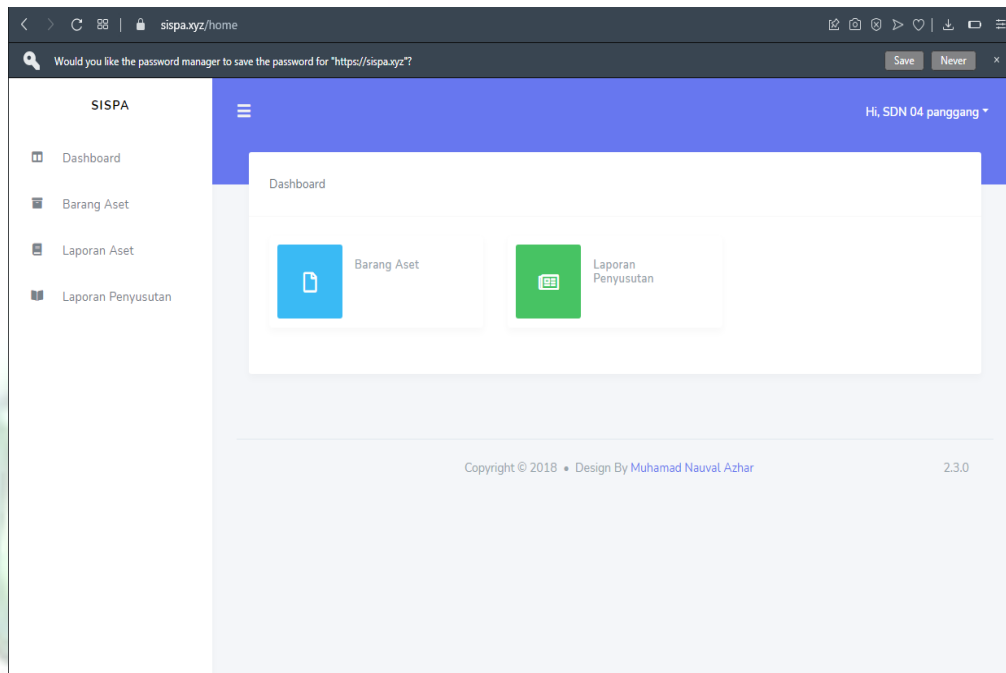 sispa.xyz/home
Would you like the password manager to save the password for "https://sispa.xyz"?
Save
Never
SISPA
Hi, SDN 04 panggang
Dashboard
Barang Aset
Laporan Aset
Laporan Penyusutan
Dashboard
Barang Aset
Laporan
Penyusutan
Copyright © 2018 • Design By Muhamad Nauval Azhar
2.3.0